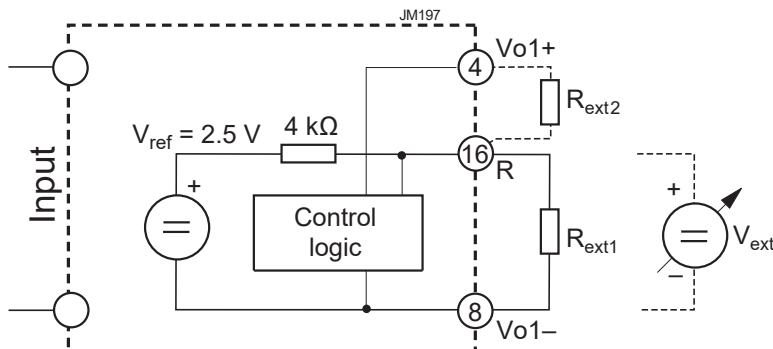 JM197
Vo1+
4
Rext2
Vref = 2.5 V
4 kΩ
16
R
+
+
Input
Control
logic
Rext1
Vext
–
8
Vo1–